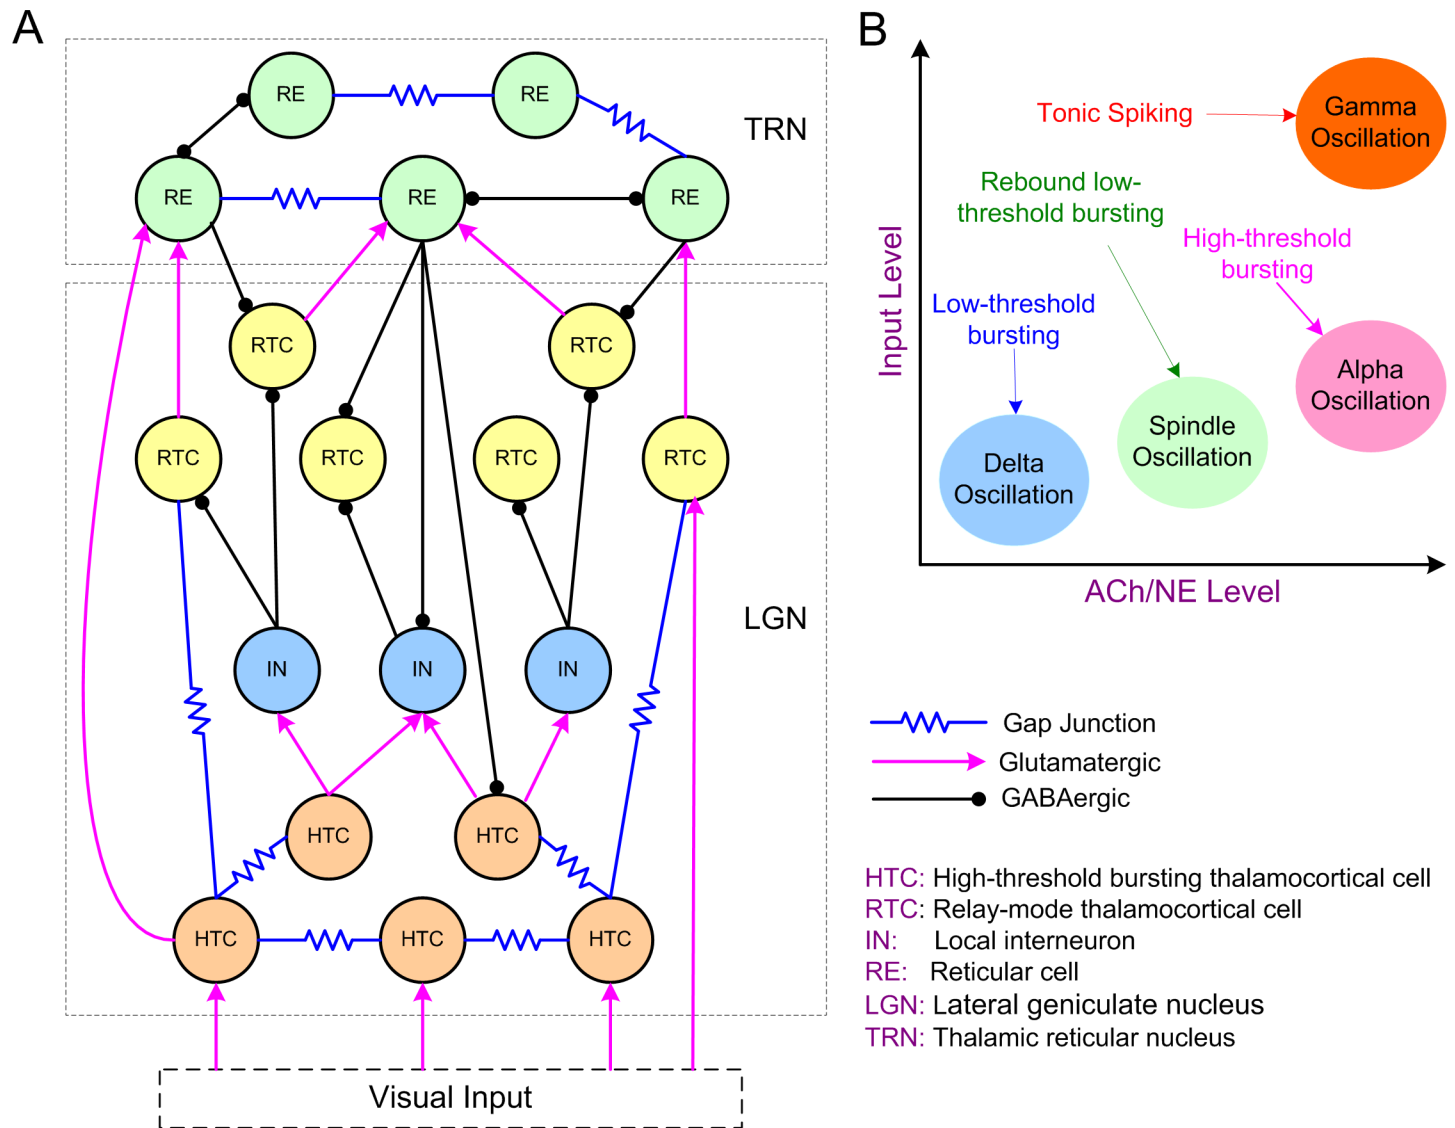 A
RE
RE
TRN
RE
RE
RE
RTC
RTC
RTC
RTC
RTC
RTC
LGN
IN
IN
IN
HTC
HTC
HTC
HTC
HTC
Visual Input
B
Tonic Spiking
Gamma
Oscillation
Rebound low-
threshold bursting
High-threshold
bursting
Low-threshold
bursting
Alpha
Oscillation
Spindle
Oscillation
Delta
Oscillation
Input Level
ACh/NE Level
Gap Junction
Glutamatergic
GABAergic
HTC: High-threshold bursting thalamocortical cell
RTC: Relay-mode thalamocortical cell
IN: Local interneuron
RE: Reticular cell
LGN: Lateral geniculate nucleus
TRN: Thalamic reticular nucleus